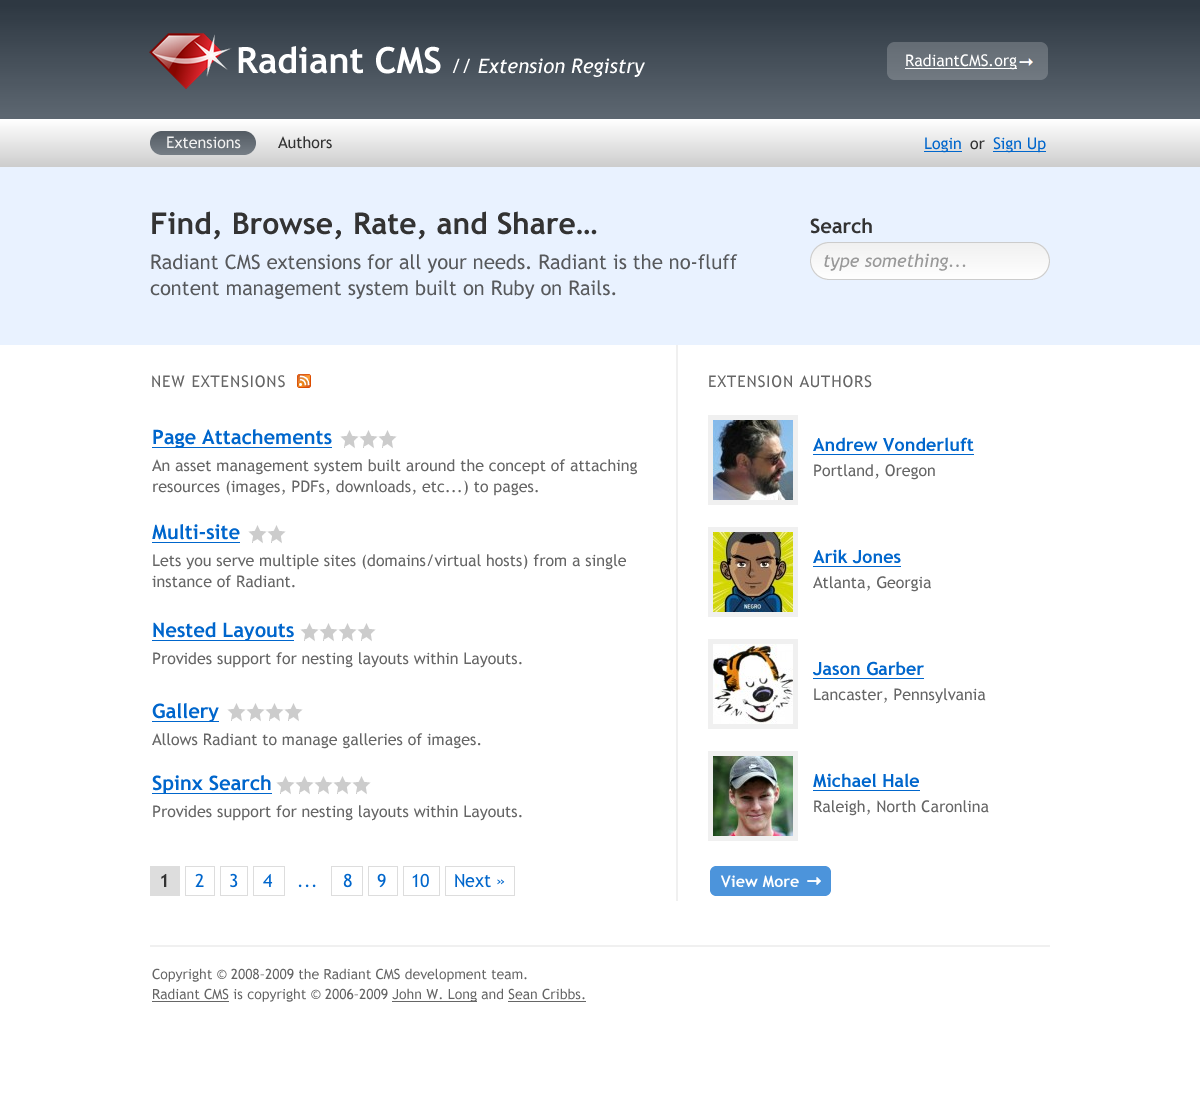 Radiant CMS // Extension Registry
RadiantCMS.org→
Extensions
Authors
Login or Sign Up
Find, Browse, Rate, and Share...
Radiant CMS extensions for all your needs. Radiant is the no-fluff
content management system built on Ruby on Rails.
Search
type something...
NEW EXTENSIONS
Page Attachements
An asset management system built around the concept of attaching
resources (images, PDFs, downloads, etc...) to pages.
Multi-site
Lets you serve multiple sites (domains/virtual hosts) from a single
instance of Radiant.
Nested Layouts
Provides support for nesting layouts within Layouts.
Gallery
Allows Radiant to manage galleries of images.
Spinx Search
Provides support for nesting layouts within Layouts.
1 2 3 4 ... 8 9 10 Next »
EXTENSION AUTHORS
Andrew Vonderluft
Portland, Oregon
NEGRO
Arik Jones
Atlanta, Georgia
Jason Garber
Lancaster, Pennsylvania
Michael Hale
Raleigh, North Caronlina
View More →
Copyright © 2008-2009 the Radiant CMS development team.
Radiant CMS is copyright © 2006-2009 John W. Long and Sean Cribbs.